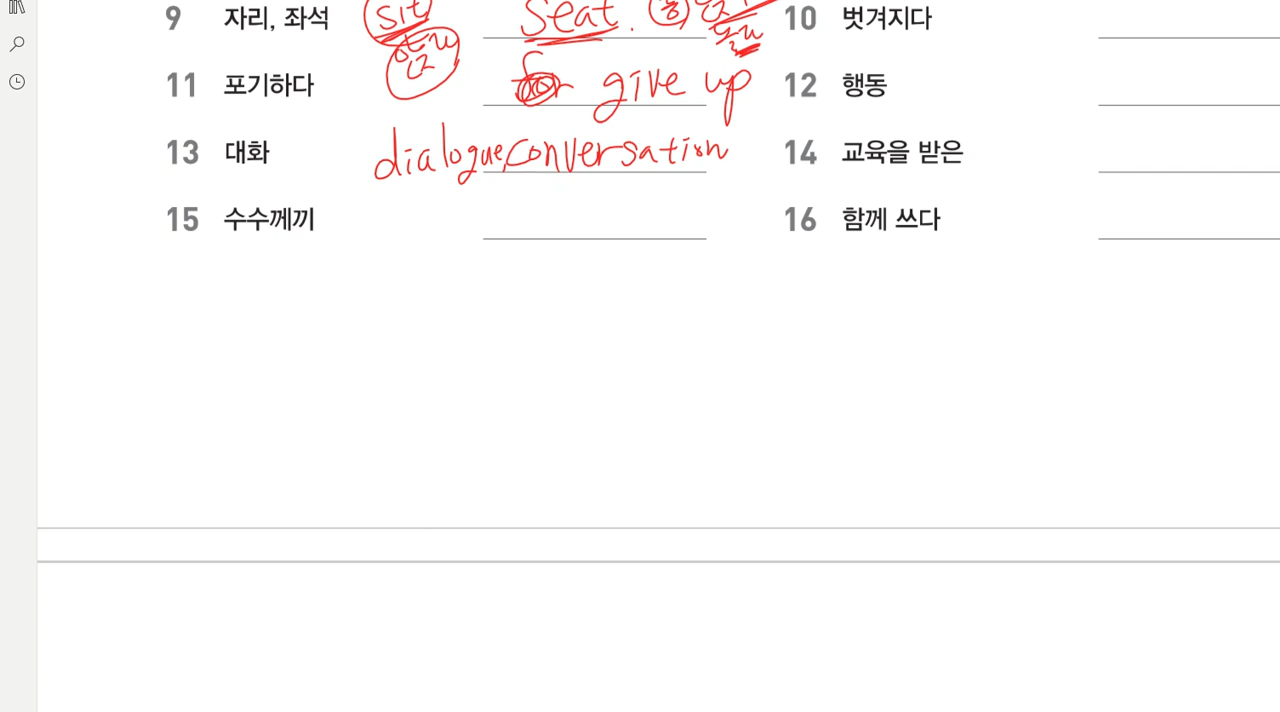 9 자리, 좌석 sit seat. 10 벗겨지다
11 포기하다 give up 12 행동
13 대화 dialogue, conversation 14 교육을 받은
15 수수께끼 16 함께 쓰다